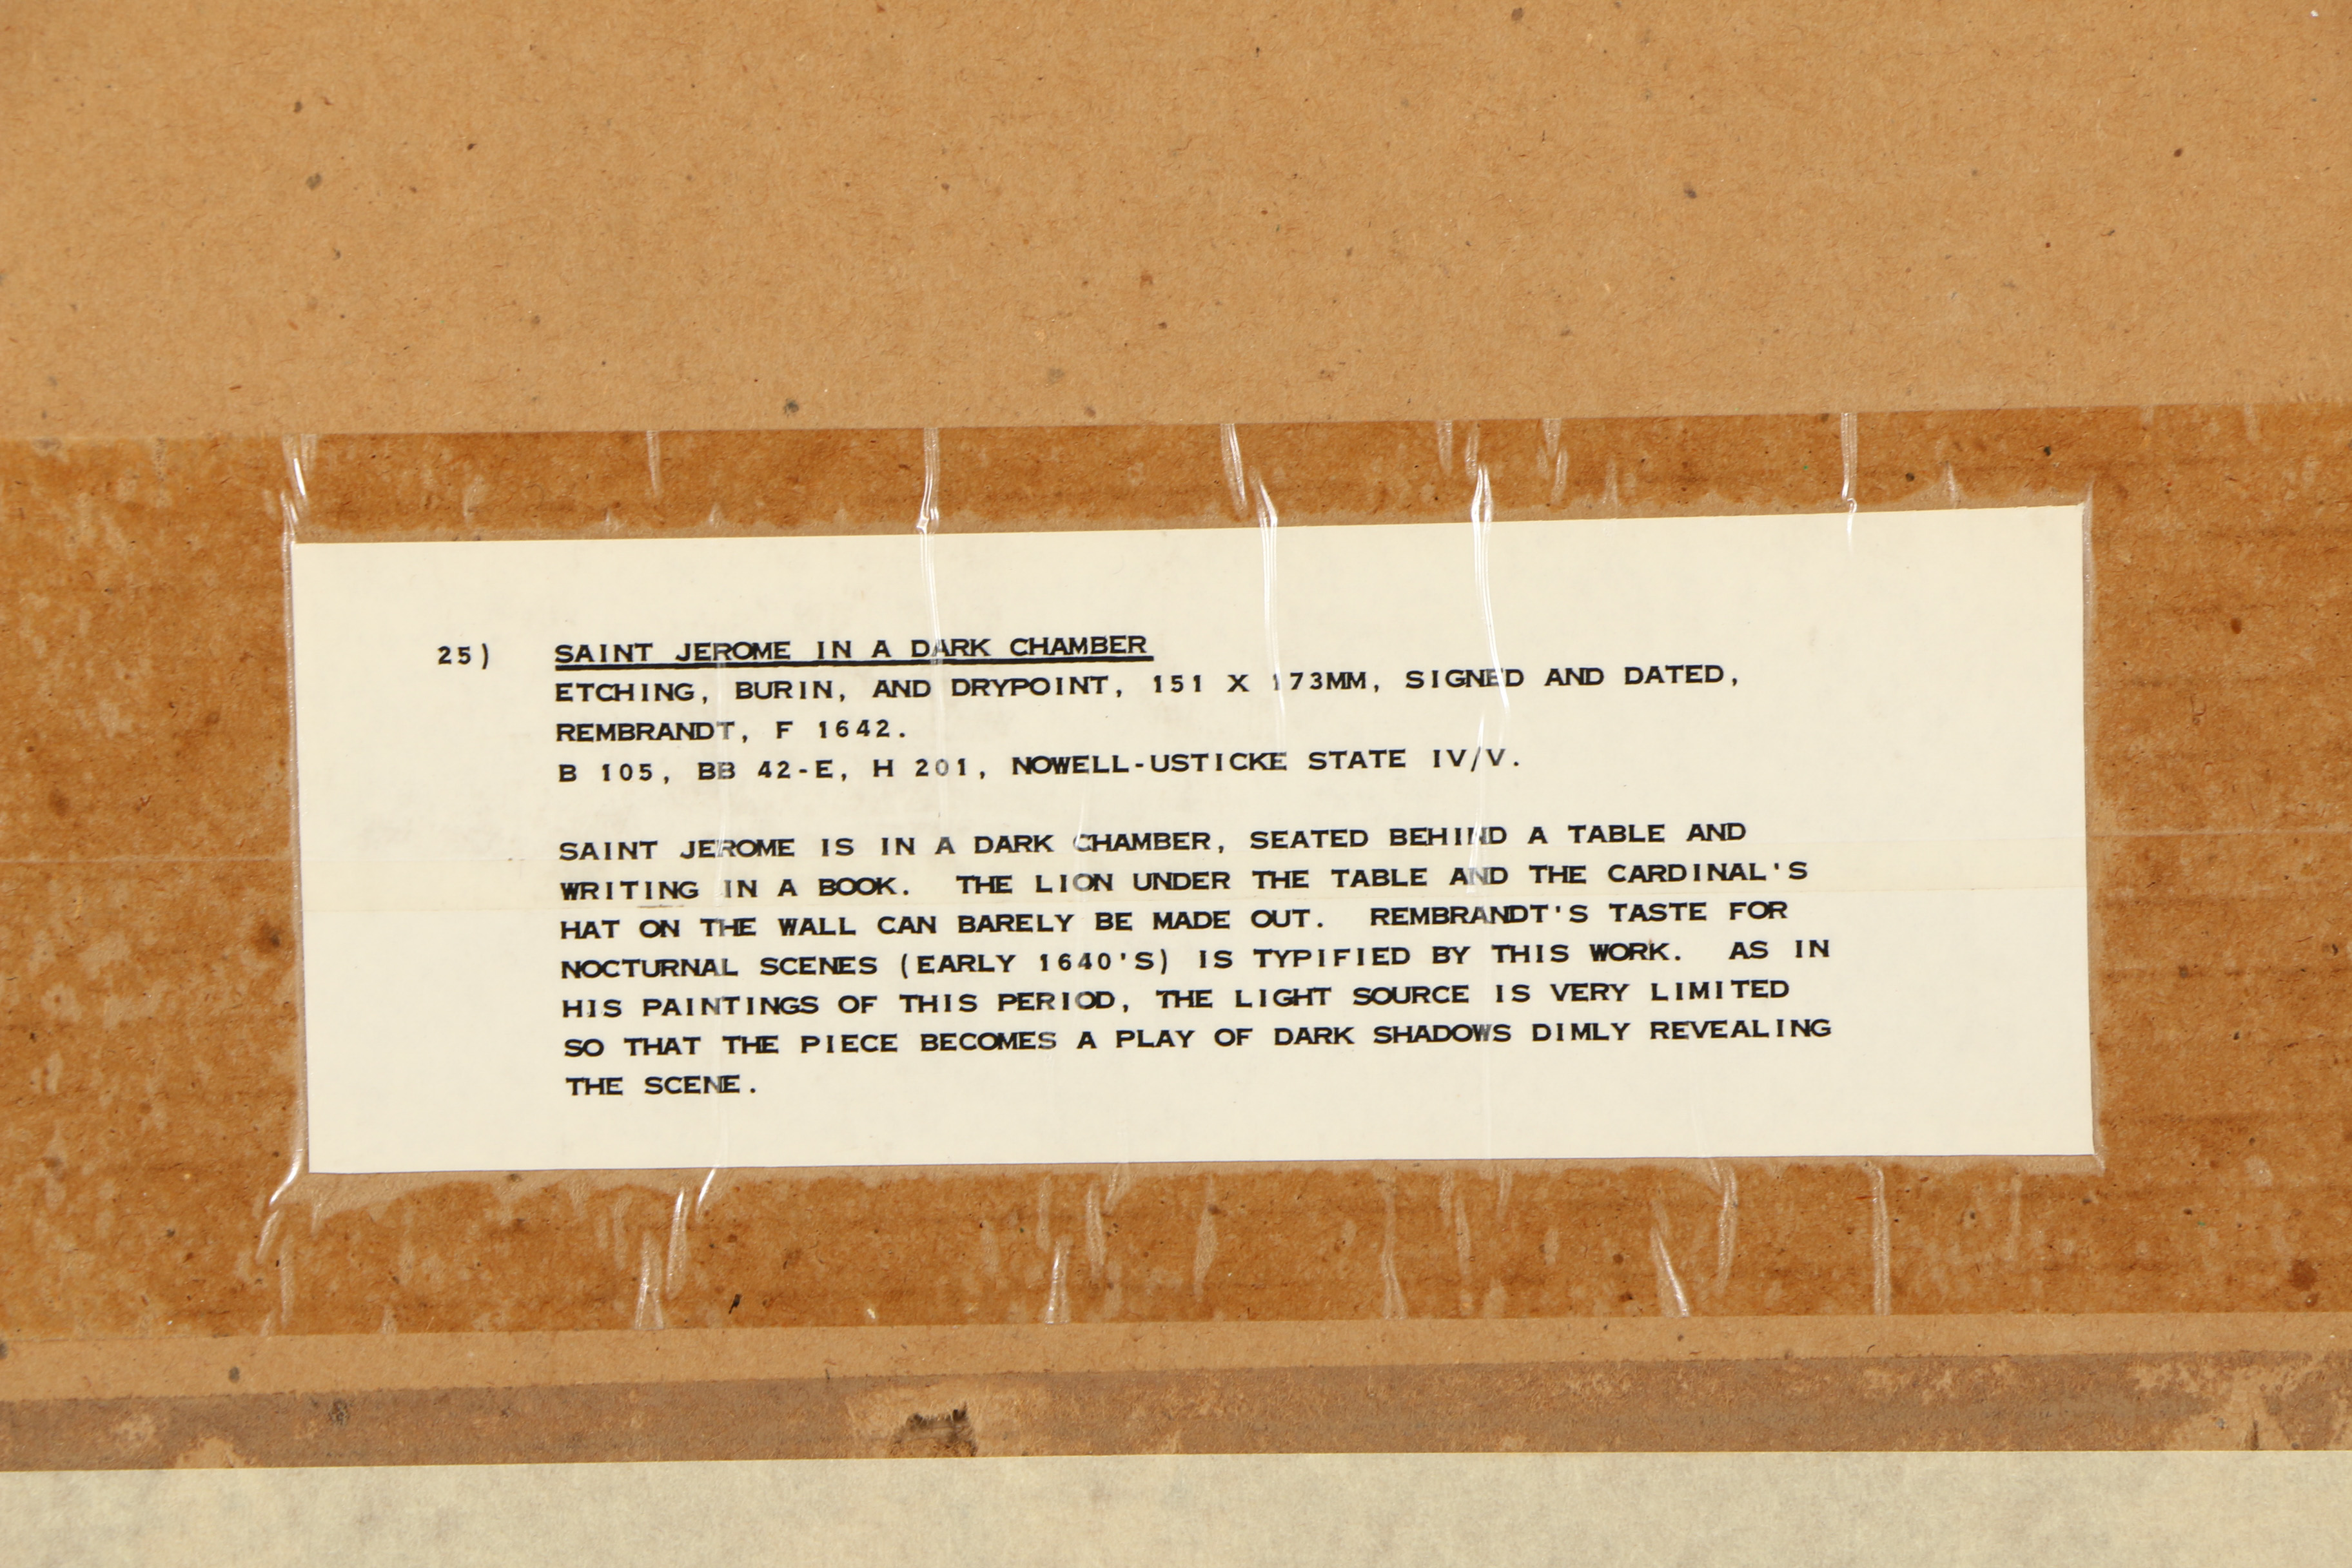 25) SAINT JEROME IN A DARK CHAMBER
ETCHING, BURIN, AND DRYPOINT, 151 X 173MM, SIGNED AND DATED,
REMBRANDT, F 1642.
B 105, BB 42-E, H 201, NOWELL-USTICKE STATE IV/V.
SAINT JEROME IS IN A DARK CHAMBER, SEATED BEHIND A TABLE AND
WRITING IN A BOOK. THE LION UNDER THE TABLE AND THE CARDINAL'S
HAT ON THE WALL CAN BARELY BE MADE OUT. REMBRANDT'S TASTE FOR
NOCTURNAL SCENES (EARLY 1640'S) IS TYPIFIED BY THIS WORK. AS IN
HIS PAINTINGS OF THIS PERIOD, THE LIGHT SOURCE IS VERY LIMITED
SO THAT THE PIECE BECOMES A PLAY OF DARK SHADOWS DIMLY REVEALING
THE SCENE.